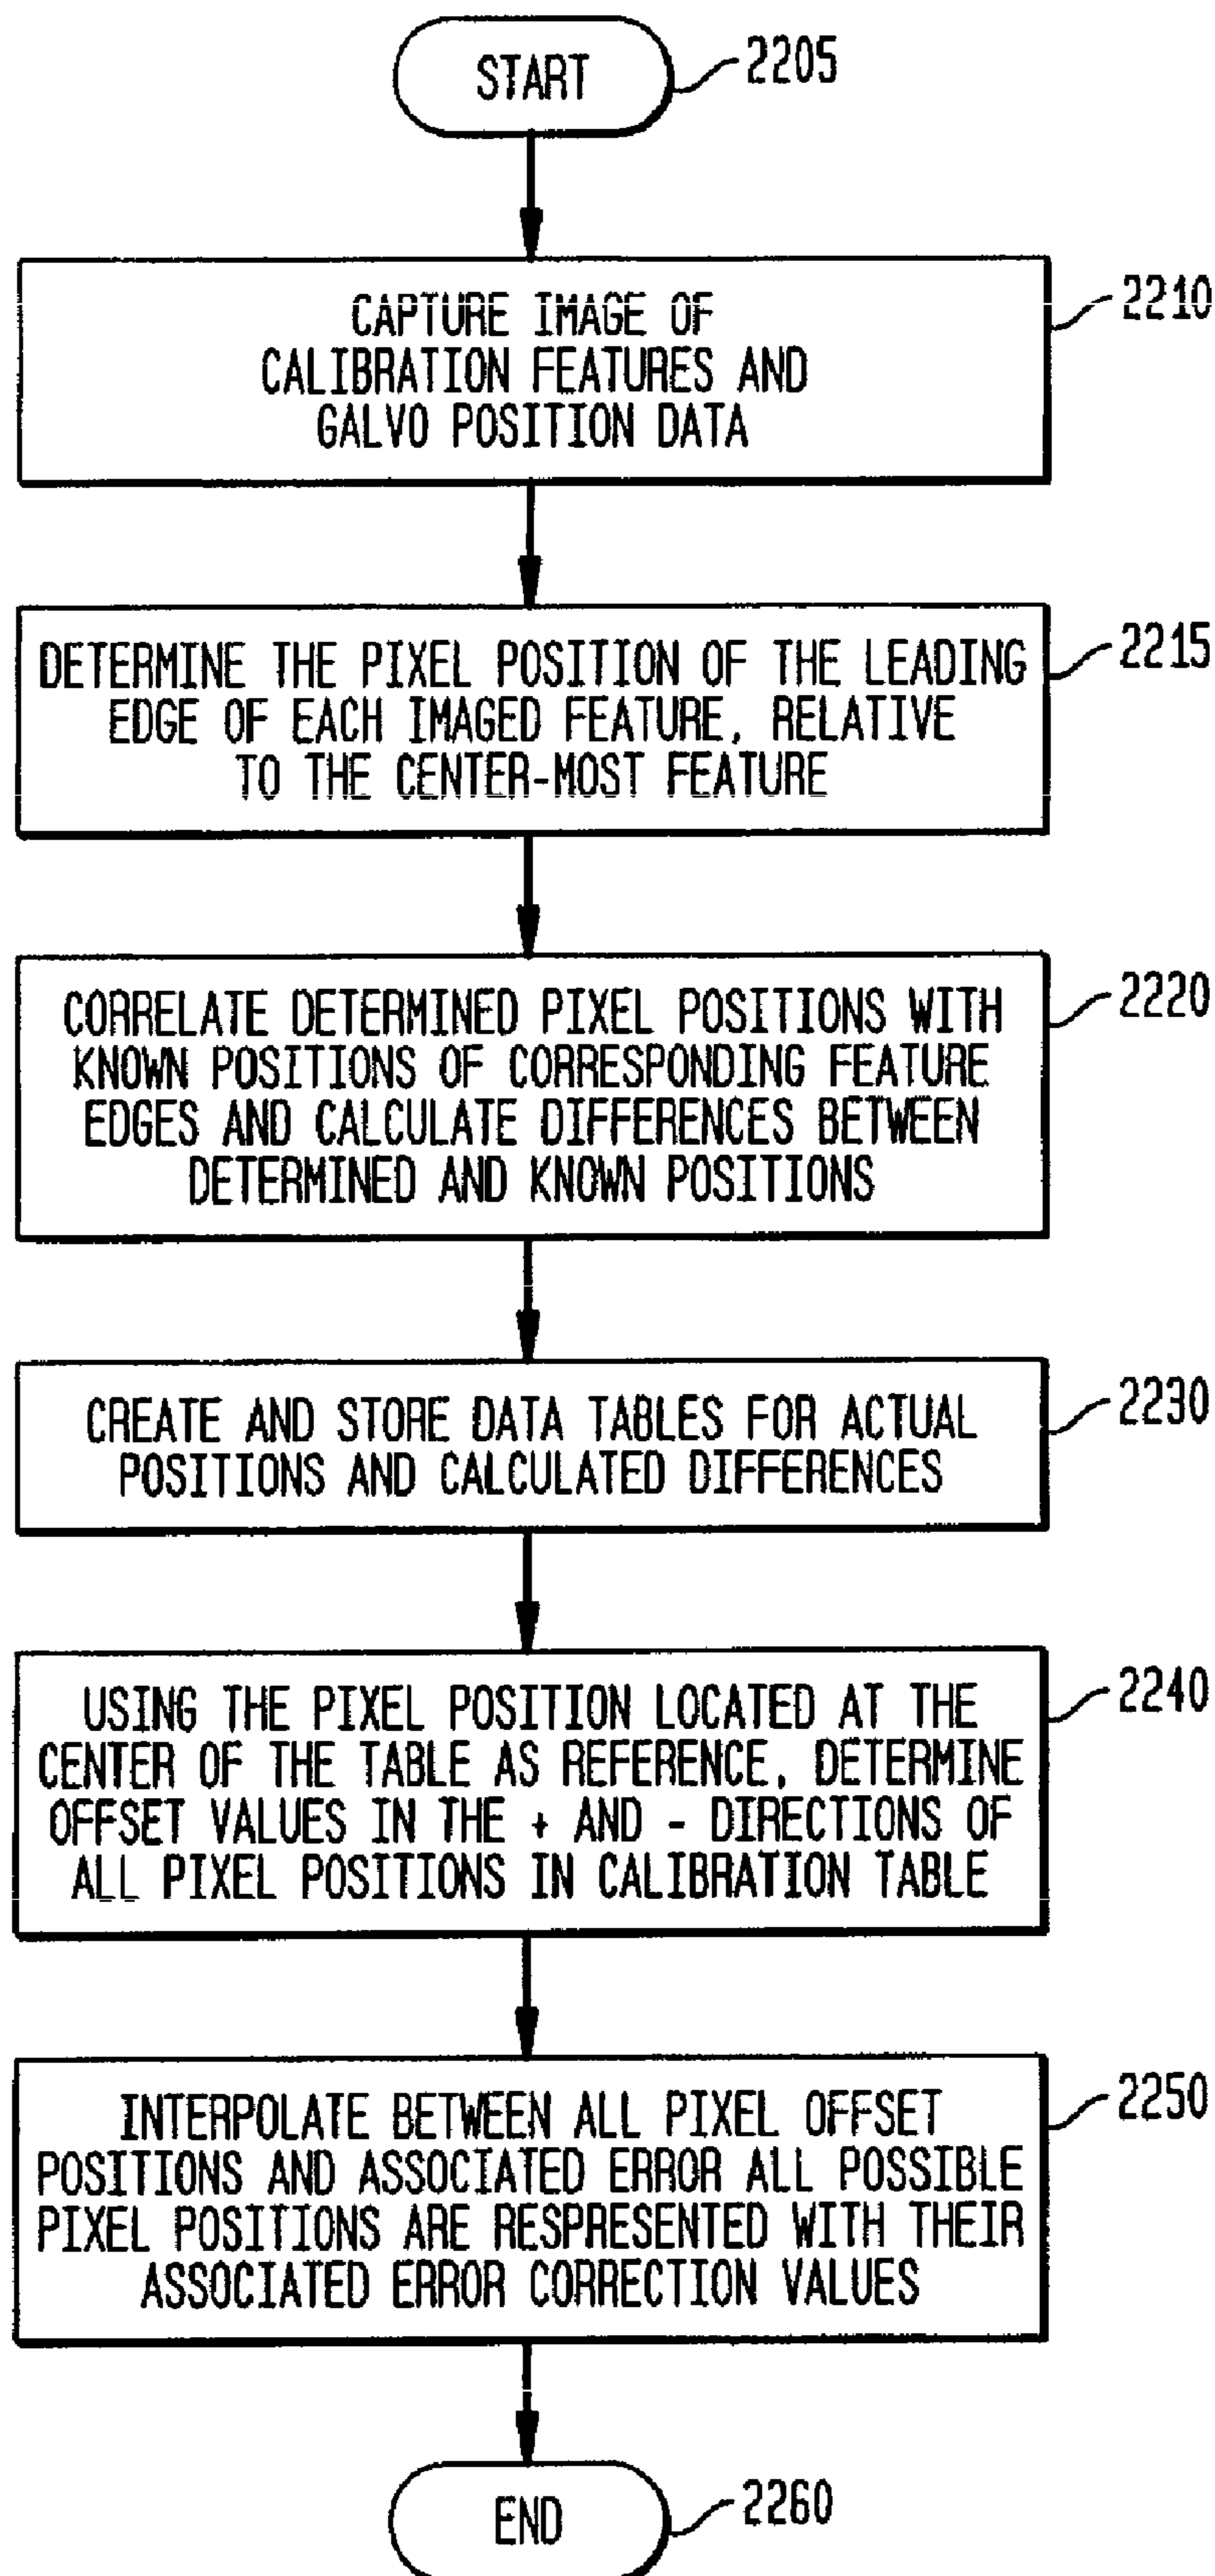 START
2205
CAPTURE IMAGE OF
CALIBRATION FEATURES AND
GALVO POSITION DATA
2210
DETERMINE THE PIXEL POSITION OF THE LEADING
EDGE OF EACH IMAGED FEATURE, RELATIVE
TO THE CENTER-MOST FEATURE
2215
CORRELATE DETERMINED PIXEL POSITIONS WITH
KNOWN POSITIONS OF CORRESPONDING FEATURE
EDGES AND CALCULATE DIFFERENCES BETWEEN
DETERMINED AND KNOWN POSITIONS
2220
CREATE AND STORE DATA TABLES FOR ACTUAL
POSITIONS AND CALCULATED DIFFERENCES
2230
USING THE PIXEL POSITION LOCATED AT THE
CENTER OF THE TABLE AS REFERENCE, DETERMINE
OFFSET VALUES IN THE + AND - DIRECTIONS OF
ALL PIXEL POSITIONS IN CALIBRATION TABLE
2240
INTERPOLATE BETWEEN ALL PIXEL OFFSET
POSITIONS AND ASSOCIATED ERROR ALL POSSIBLE
PIXEL POSITIONS ARE RESPRESENTED WITH THEIR
ASSOCIATED ERROR CORRECTION VALUES
2250
END
2260